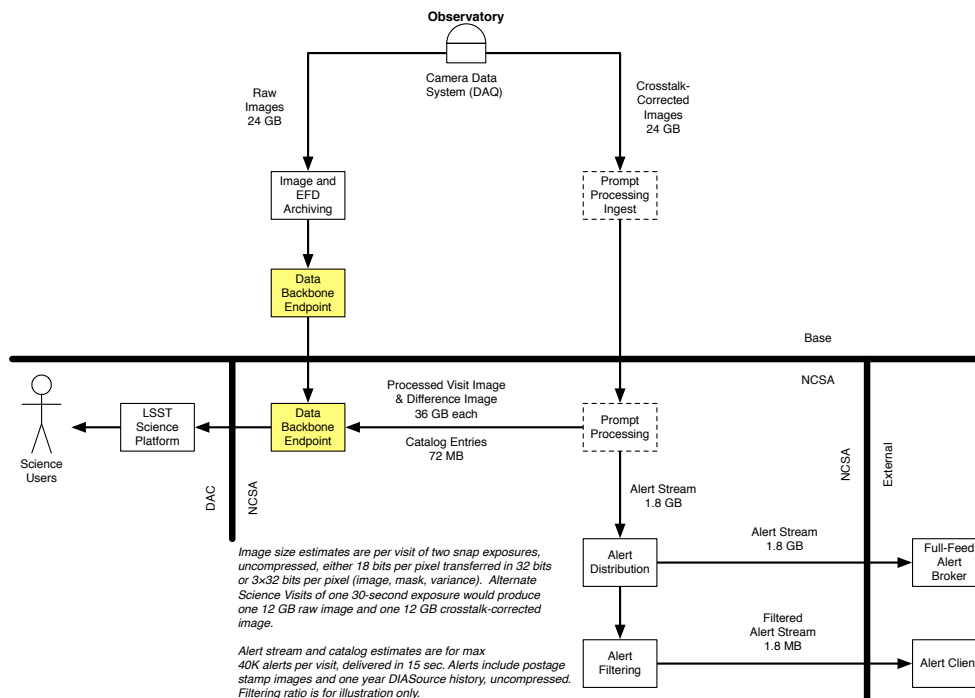 Observatory
Camera Data
System (DAQ)
Raw
Images
24 GB
Crosstalk-
Corrected
Images
24 GB
Image and
EFD
Archiving
Prompt
Processing
Ingest
Data
Backbone
Endpoint
Base
NCSA
Processed Visit Image
& Difference Image
36 GB each
Catalog Entries
72 MB
Science
Users
LSST
Science
Platform
DAC
NCSA
Data
Backbone
Endpoint
Prompt
Processing
NCSA
External
Alert Stream
1.8 GB
Alert Stream
1.8 GB
Alert
Distribution
Full-Feed
Alert
Broker
Filtered
Alert Stream
1.8 MB
Alert
Filtering
Alert Client
Image size estimates are per visit of two snap exposures,
uncompressed, either 18 bits per pixel transferred in 32 bits
or 3×32 bits per pixel (image, mask, variance).  Alternate
Science Visits of one 30-second exposure would produce
one 12 GB raw image and one 12 GB crosstalk-corrected
image.
Alert stream and catalog estimates are for max
40K alerts per visit, delivered in 15 sec. Alerts include postage
stamp images and one year DIASource history, uncompressed.
Filtering ratio is for illustration only.